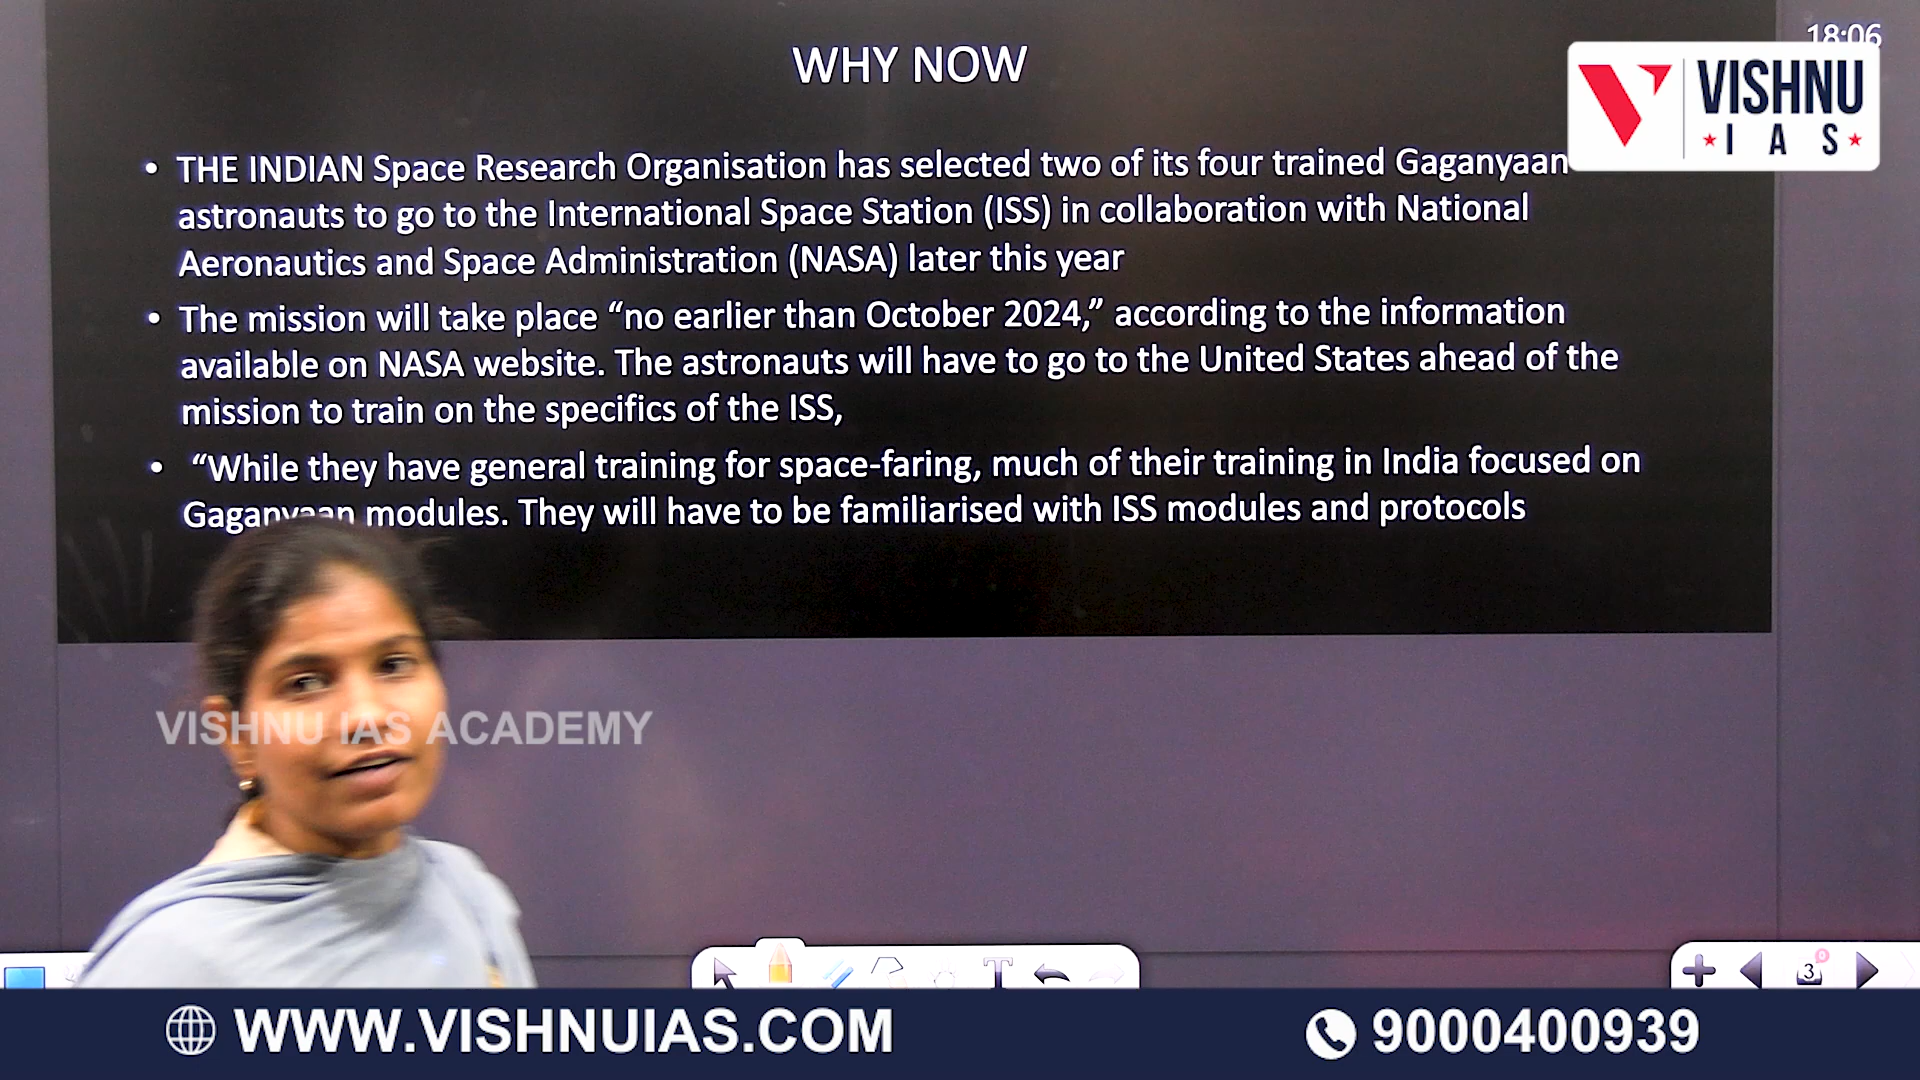 WHY NOW
18:06
VISHNU
IAS
• THE INDIAN Space Research Organisation has selected two of its four trained Gaganyaan
astronauts to go to the International Space Station (ISS) in collaboration with National
Aeronautics and Space Administration (NASA) later this year
• The mission will take place “no earlier than October 2024,” according to the information
available on NASA website. The astronauts will have to go to the United States ahead of the
mission to train on the specifics of the ISS,
• “While they have general training for space-faring, much of their training in India focused on
Gaganyaan modules. They will have to be familiarised with ISS modules and protocols
VISHNU IAS ACADEMY
T
3
WWW.VISHNUIAS.COM
9000400939